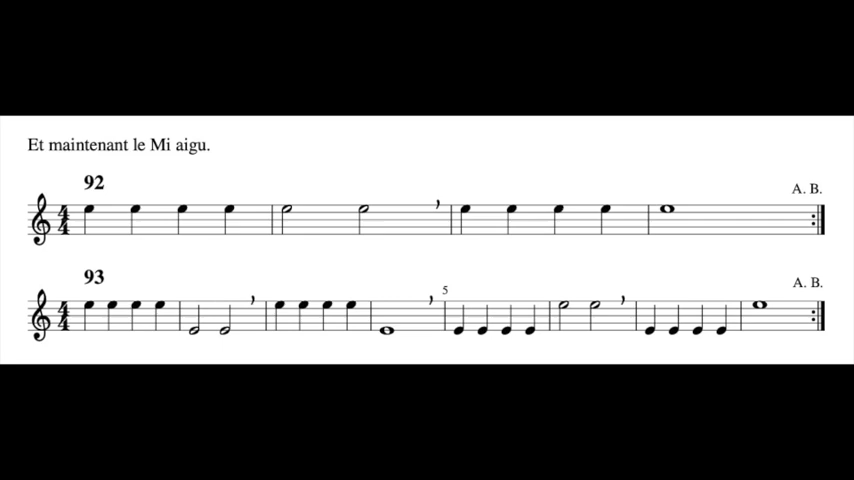 Et maintenant le Mi aigu.
92
A. B.
93
A. B.
5